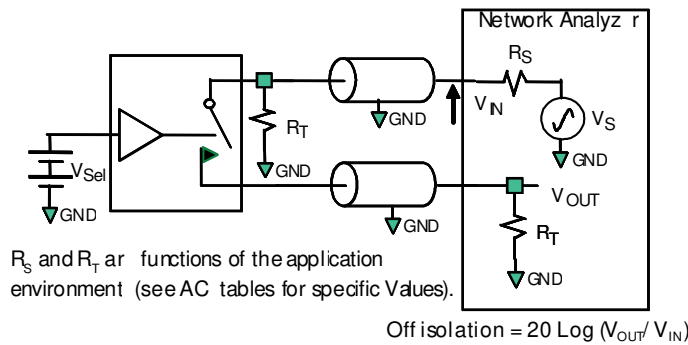 Network Analyz r
RS
VIN
VS
GND
GND
RT
GND
VSel
GND
VOUT
RT
GND
GND
RS and RT ar functions of the application
environment (see AC tables for specific Values).
Off isolation = 20 Log (VOUT/ VIN)